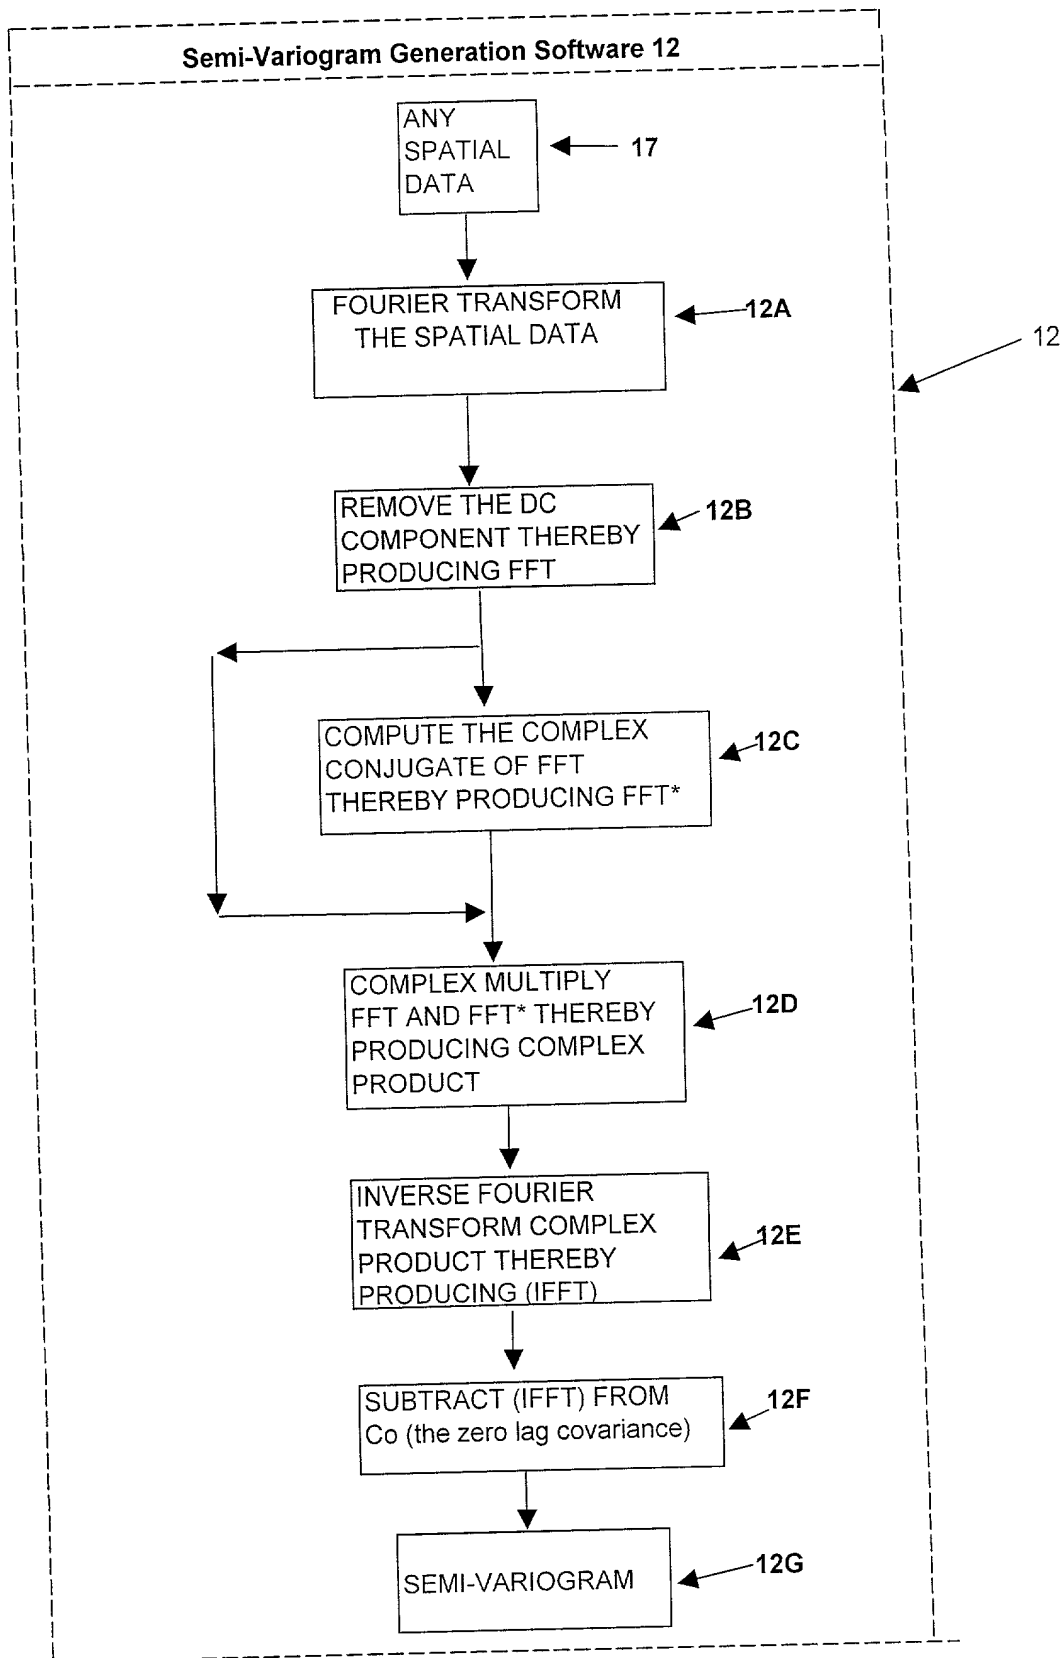 Semi-Variogram Generation Software 12
ANY
SPATIAL
DATA
17
FOURIER TRANSFORM
THE SPATIAL DATA
12A
12
REMOVE THE DC
COMPONENT THEREBY
PRODUCING FFT
12B
COMPUTE THE COMPLEX
CONJUGATE OF FFT
THEREBY PRODUCING FFT*
12C
COMPLEX MULTIPLY
FFT AND FFT* THEREBY
PRODUCING COMPLEX
PRODUCT
12D
INVERSE FOURIER
TRANSFORM COMPLEX
PRODUCT THEREBY
PRODUCING (IFFT)
12E
SUBTRACT (IFFT) FROM
Co (the zero lag covariance)
12F
SEMI-VARIOGRAM
12G